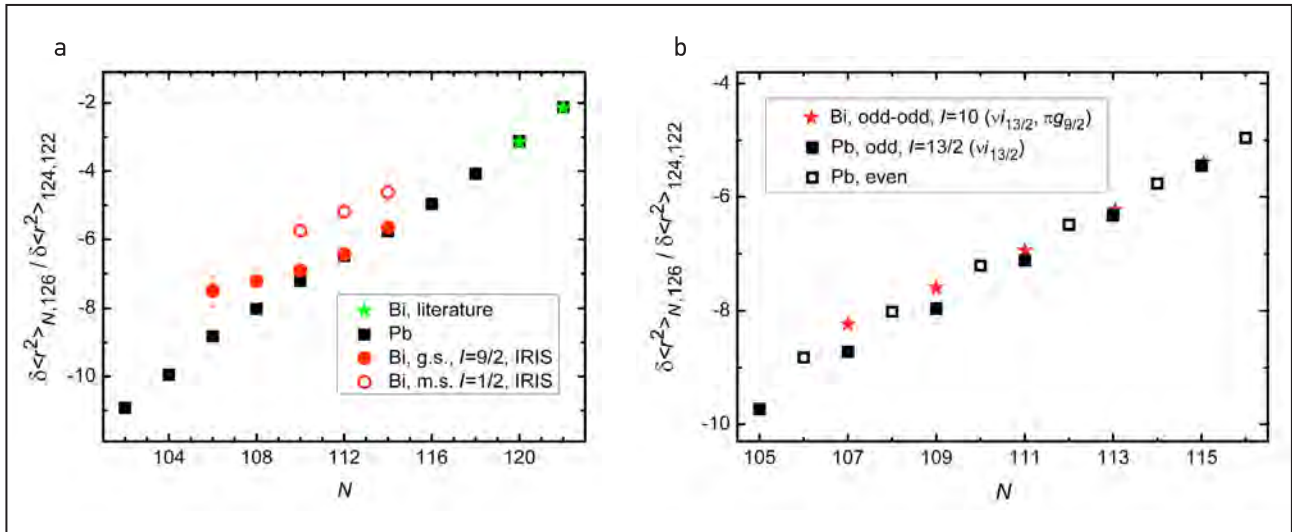 a
δ<r²>N,126 / δ<r²>124,122
-2
-4
-6
-8
-10
Bi, literature
Pb
Bi, g.s., I=9/2, IRIS
Bi, m.s. I=1/2, IRIS
104 108 112 116 120
N
b
δ<r²>N,126 / δ<r²>124,122
-4
-6
-8
-10
Bi, odd-odd, I=10 (νi13/2, πg9/2)
Pb, odd, I=13/2 (νi13/2)
Pb, even
105 107 109 111 113 115
N